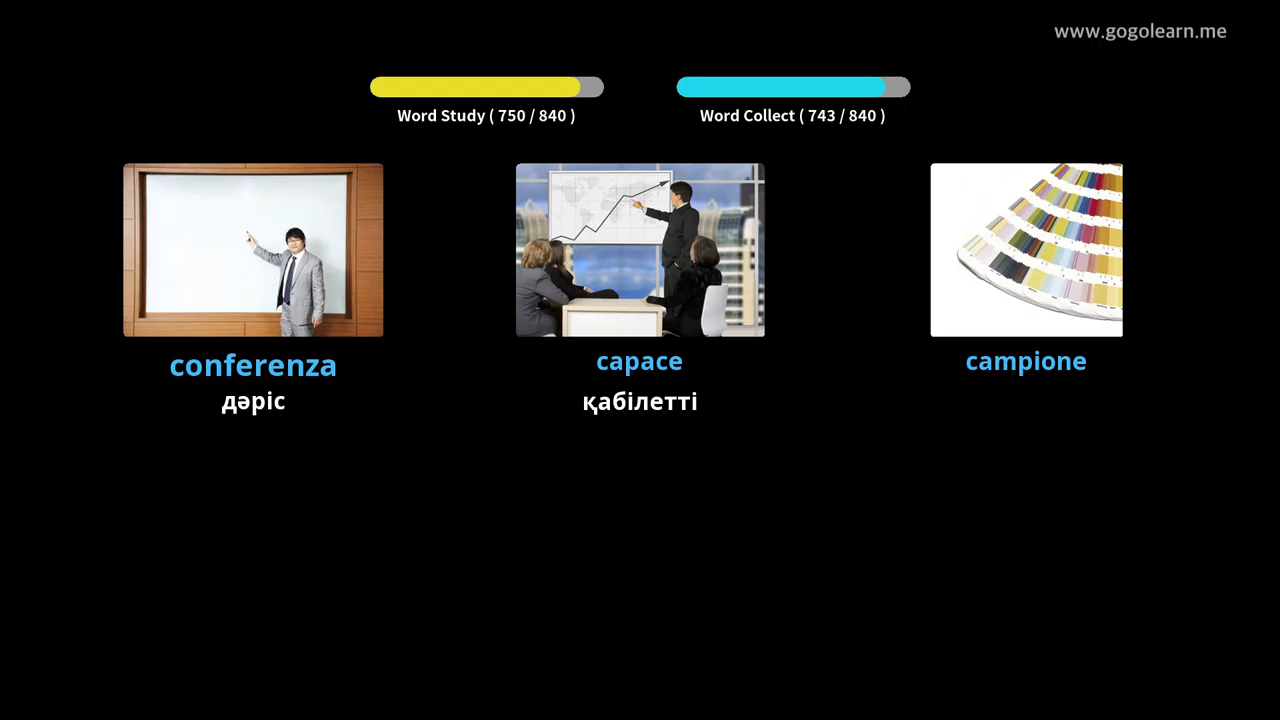 www.gogolearn.me
Word Study ( 750 / 840 )
Word Collect ( 743 / 840 )
conferenza
дәріс
capace
қабілетті
campione